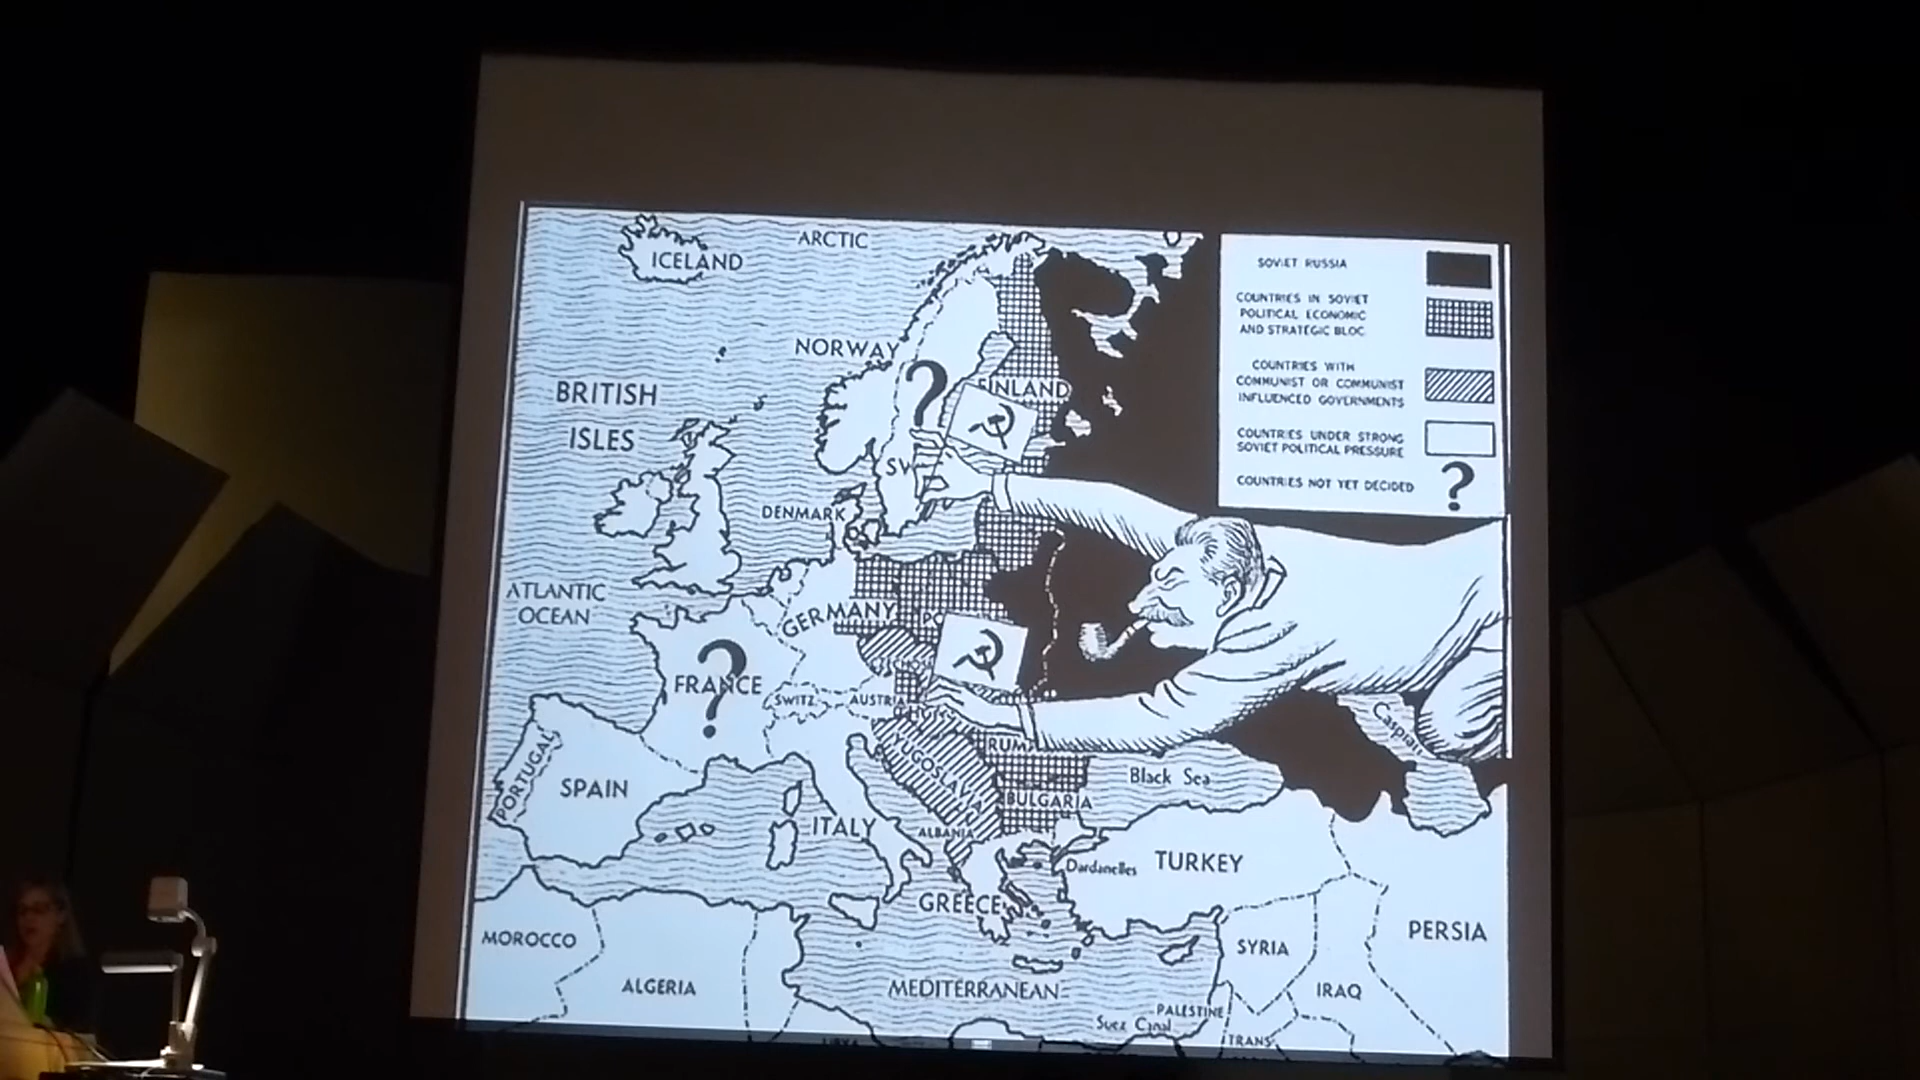 ARCTIC
ICELAND
NORWAY
?
FINLAND
BRITISH
ISLES
DENMARK
ATLANTIC
OCEAN
GERMANY
?
FRANCE
SWITZ.
AUSTRIA
PORTUGAL
SPAIN
ITALY
YUGOSLAVIA
BULGARIA
ALBANIA
Black Sea
Caspian
Dardanelles
TURKEY
GREECE
MOROCCO
ALGERIA
MEDITERRANEAN
SYRIA
PERSIA
IRAQ
PALESTINE
Suez Canal
TRANS
SOVIET RUSSIA
COUNTRIES IN SOVIET
POLITICAL ECONOMIC
AND STRATEGIC BLOC
COUNTRIES WITH
COMMUNIST OR COMMUNIST
INFLUENCED GOVERNMENTS
COUNTRIES UNDER STRONG
SOVIET POLITICAL PRESSURE
COUNTRIES NOT YET DECIDED
?